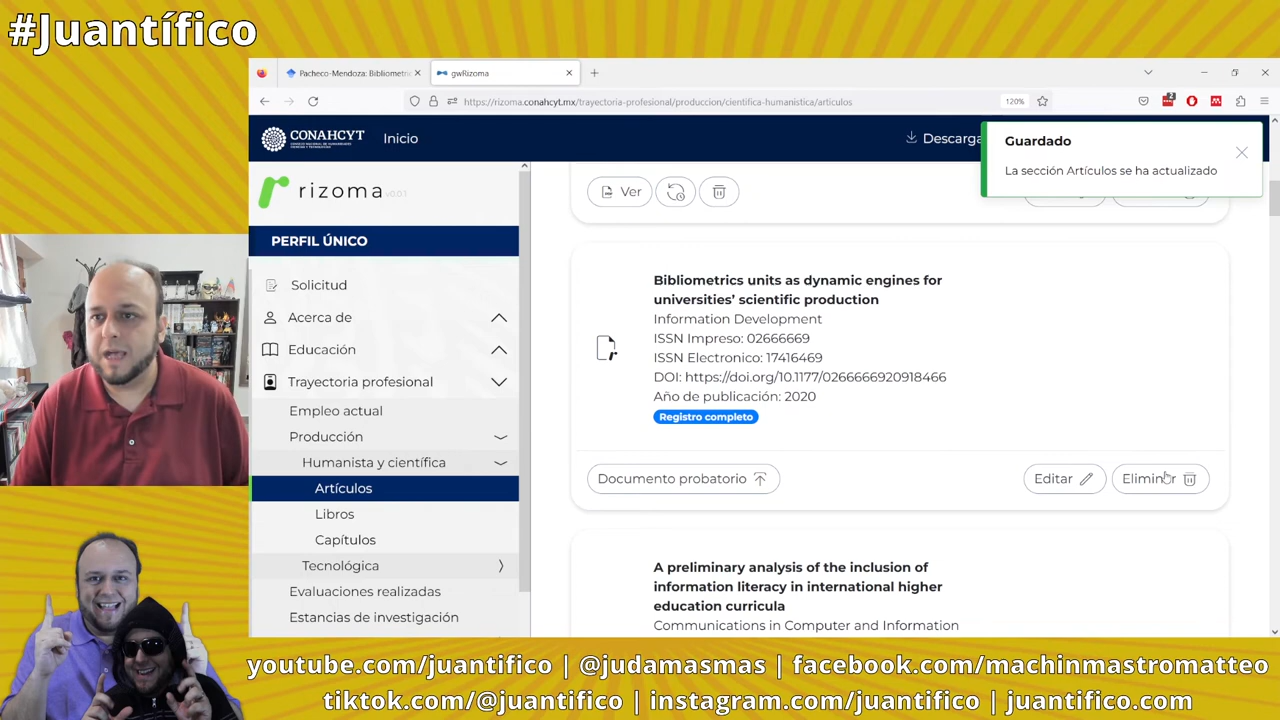 #Juantífico
Pacheco-Mendoza: Bibliometri
gwRizoma
https://rizoma.conahcyt.mx/trayectoria-profesional/produccion/cientifica-humanistica/articulos
120%
2
CONAHCYT
Inicio
Descarga
Guardado
La sección Artículos se ha actualizado
rizoma v0.0.1
PERFIL ÚNICO
Solicitud
Acerca de
Educación
Trayectoria profesional
Empleo actual
Producción
Humanista y científica
Artículos
Libros
Capítulos
Tecnológica
Evaluaciones realizadas
Estancias de investigación
Ver
Bibliometrics units as dynamic engines for
universities’ scientific production
Information Development
ISSN Impreso: 02666669
ISSN Electronico: 17416469
DOI: https://doi.org/10.1177/0266666920918466
Año de publicación: 2020
Registro completo
Documento probatorio
Editar
Eliminar
A preliminary analysis of the inclusion of
information literacy in international higher
education curricula
Communications in Computer and Information
youtube.com/juantifico | @judamasmas | facebook.com/machinmastromatteo
tiktok.com/@juantifico | instagram.com/juantifico | juantifico.com